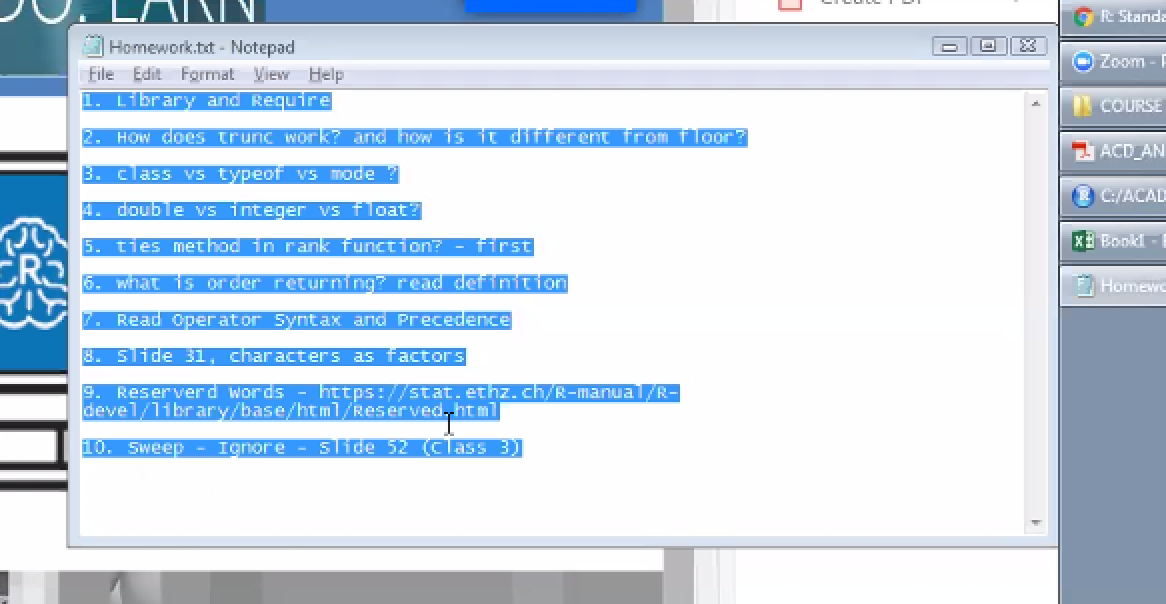 DO. LEARN
Create PDF
Homework.txt - Notepad
File Edit Format View Help
1. Library and Require
2. How does trunc work? and how is it different from floor?
3. class vs typeof vs mode ?
4. double vs integer vs float?
5. ties method in rank function? - first
6. what is order returning? read definition
7. Read Operator Syntax and Precedence
8. Slide 31, characters as factors
9. Reserverd Words - https://stat.ethz.ch/R-manual/R-
devel/library/base/html/Reserved.html
10. Sweep - Ignore - Slide 52 (Class 3)
R
R: Standa
Zoom - P
COURSE
ACD_AN
C:/ACAD
Book1 - E
Homewo